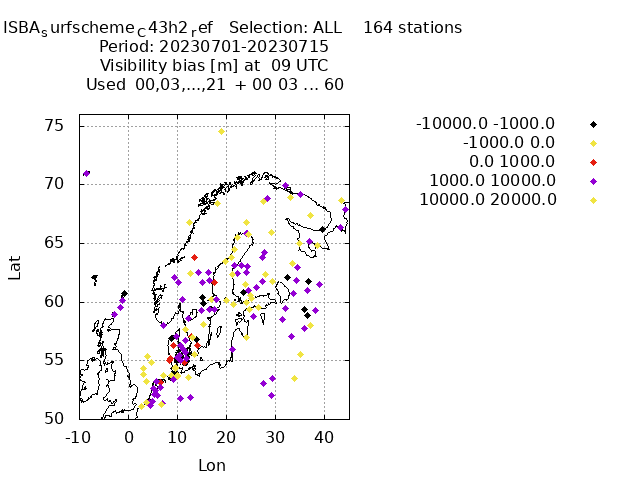 ISBA_surfscheme_C43h2_ref Selection: ALL 164 stations
Period: 20230701-20230715
Visibility bias [m] at 09 UTC
Used 00,03,...,21 + 00 03 ... 60
-10000.0 -1000.0
-1000.0 0.0
0.0 1000.0
1000.0 10000.0
10000.0 20000.0
75
70
65
60
55
50
Lat
-10 0 10 20 30 40
Lon